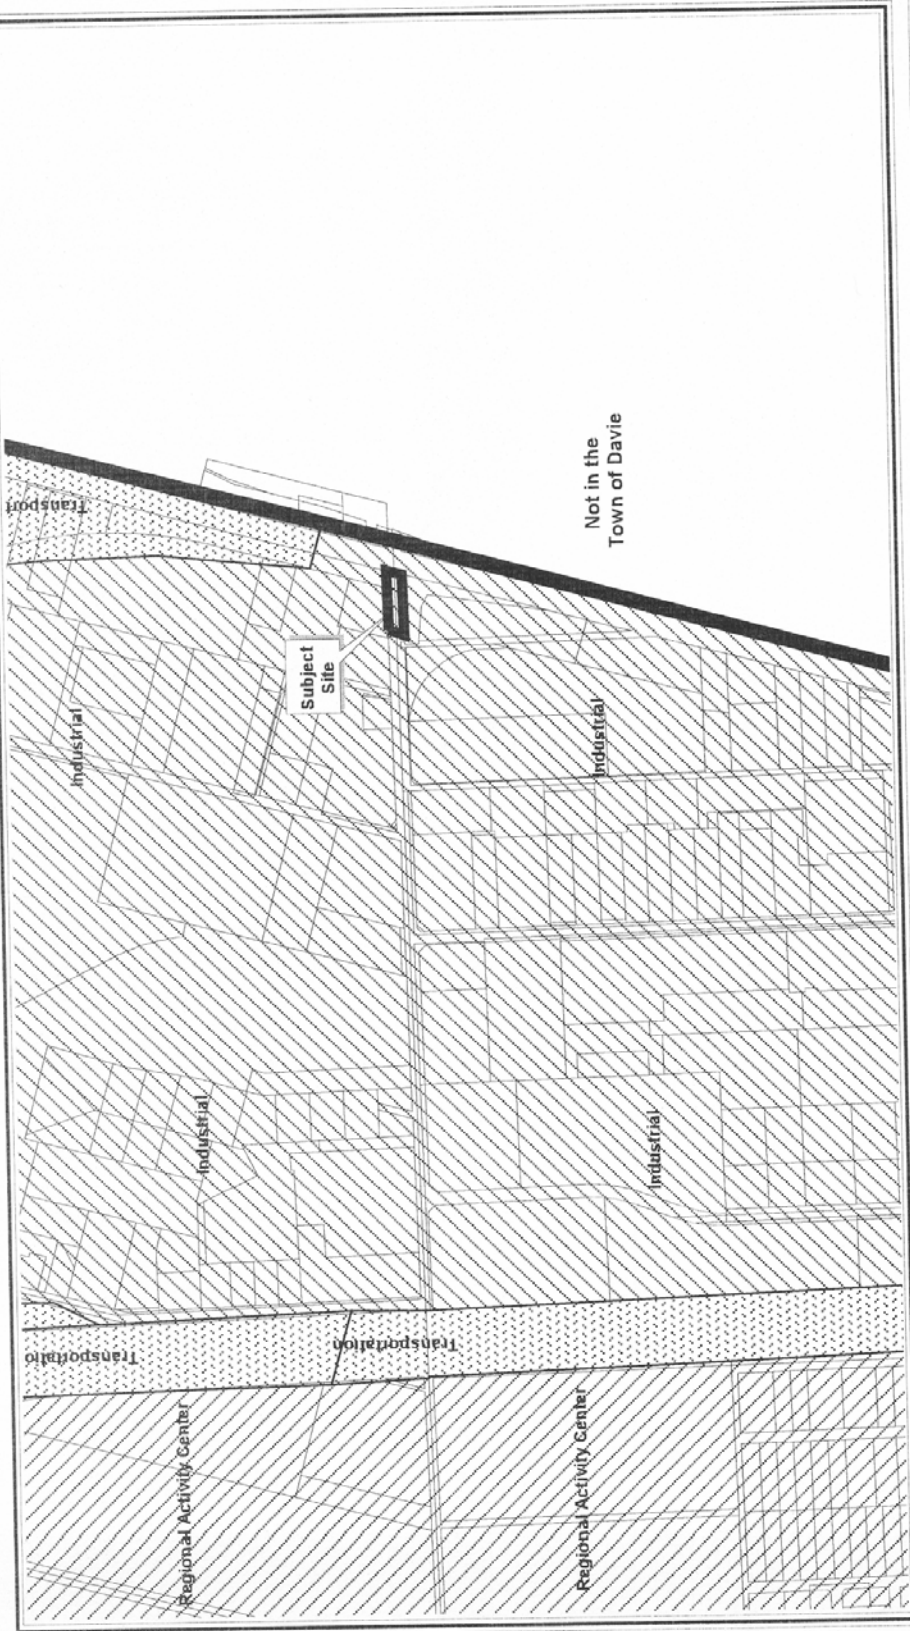 Transport
Not in the
Town of Davie
Subject
Site
Industrial
Industrial
Industrial
Industrial
Transportatio
Transportation
Regional Activity Center
Regional Activity Center